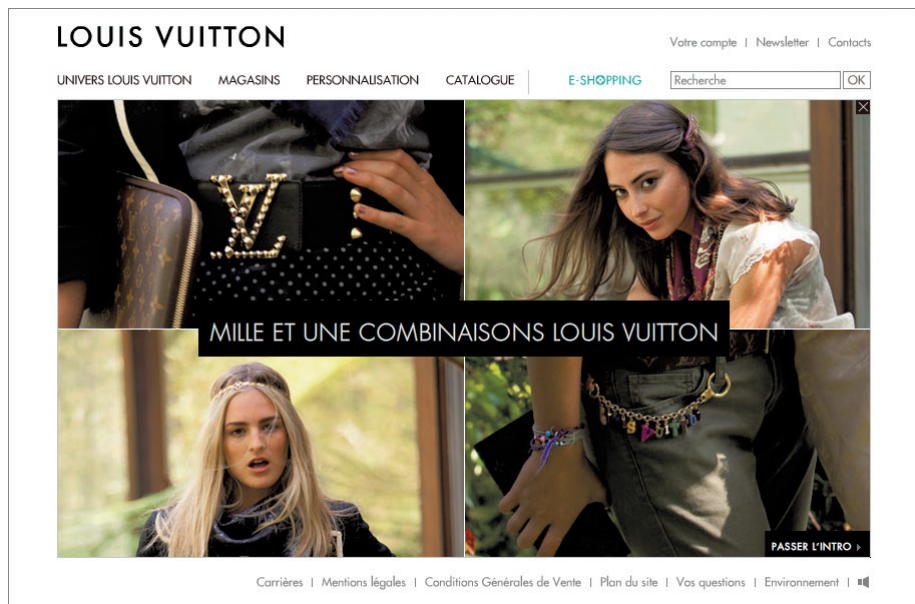 LOUIS VUITTON
Votre compte | Newsletter | Contacts
UNIVERS LOUIS VUITTON MAGASINS PERSONNALISATION CATALOGUE E-SHOPPING Recherche OK
LV
MILLE ET UNE COMBINAISONS LOUIS VUITTON
PASSER L'INTRO
Carrières | Mentions légales | Conditions Générales de Vente | Plan du site | Vos questions | Environnement |